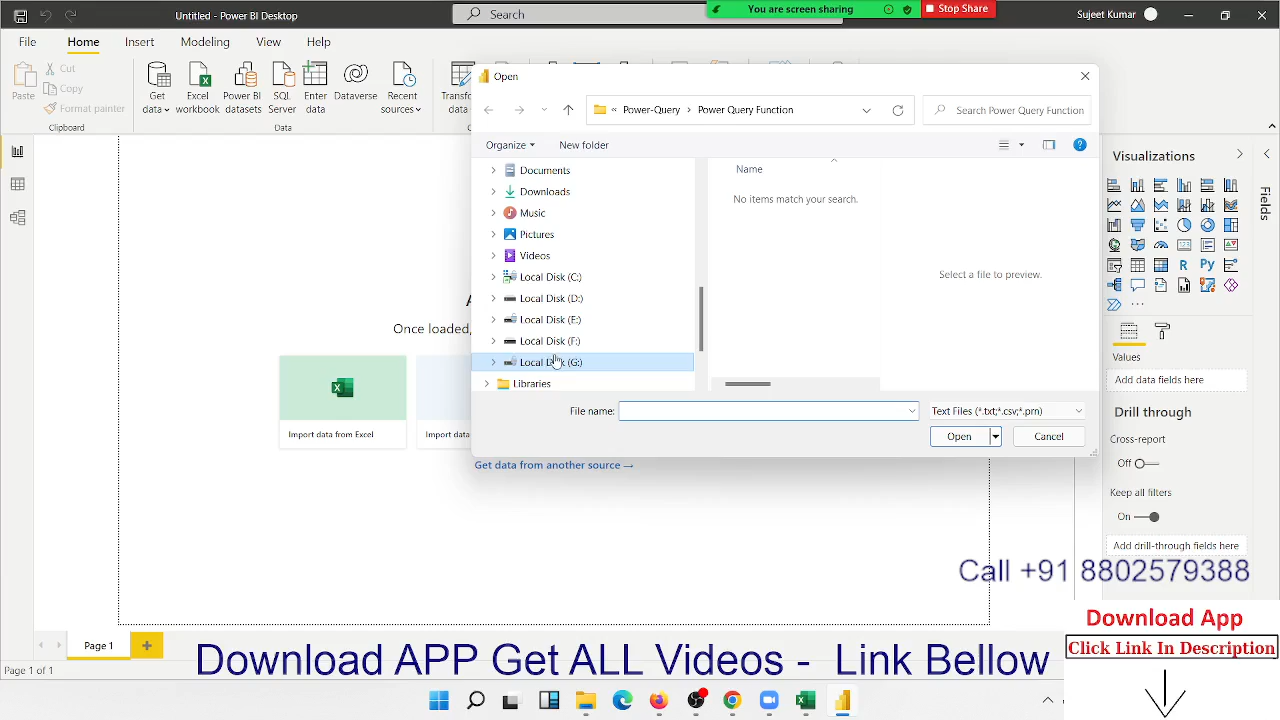 Untitled - Power BI Desktop
Search
You are screen sharing
Stop Share
Sujeet Kumar
File
Home
Insert
Modeling
View
Help
Paste
Cut
Copy
Format painter
Clipboard
Get
data
Excel
workbook
Power BI
datasets
SQL
Server
Enter
data
Dataverse
Recent
sources
Transform
data
Data
Open
« Power-Query > Power Query Function
Search Power Query Function
Organize
New folder
Documents
Downloads
Music
Pictures
Videos
Local Disk (C:)
Local Disk (D:)
Local Disk (E:)
Local Disk (F:)
Local Disk (G:)
Libraries
Name
No items match your search.
Select a file to preview.
File name:
Text Files (*.txt;*.csv;*.prn)
Open
Cancel
Once loaded,
Import data from Excel
Import data
Get data from another source →
Visualizations
Fields
R
Py
Values
Add data fields here
Drill through
Cross-report
Off
Keep all filters
On
Add drill-through fields here
Call +91 8802579388
Download App
Click Link In Description
Page 1
Page 1 of 1
Download APP Get ALL Videos - Link Bellow